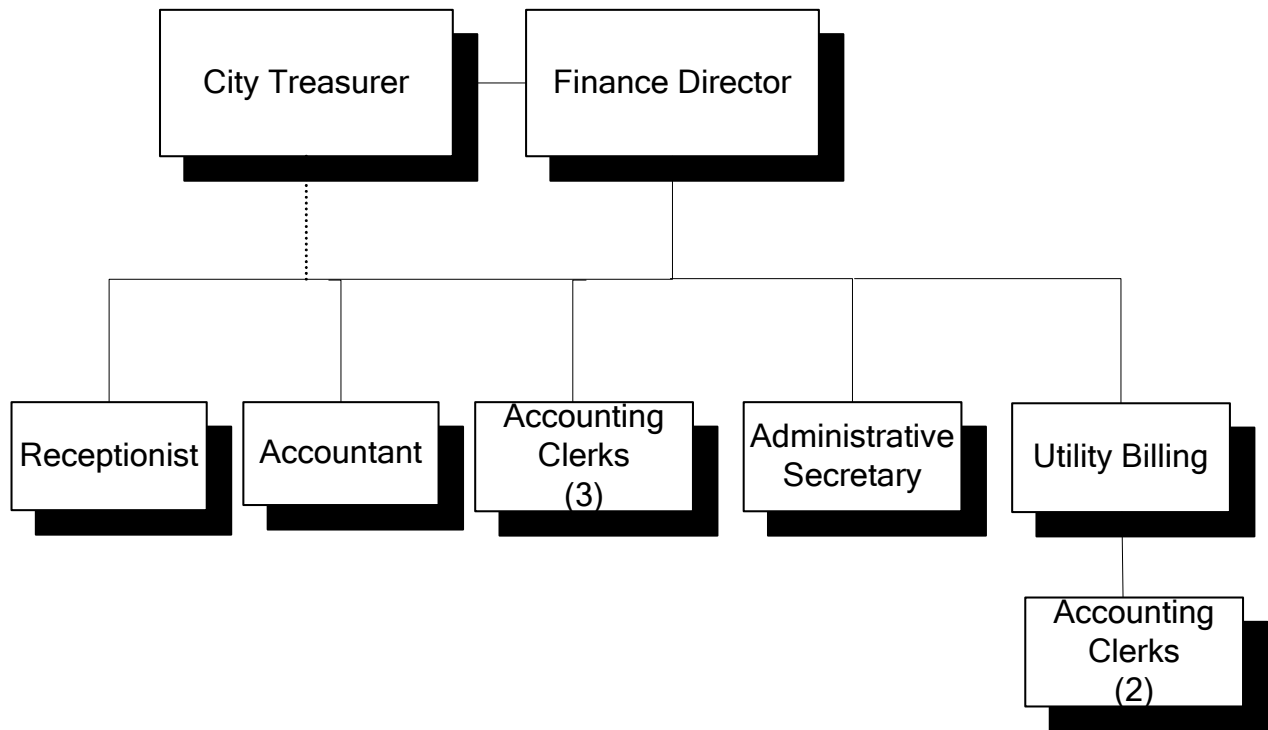 City Treasurer
Finance Director
Receptionist
Accountant
Accounting
Clerks
(3)
Administrative
Secretary
Utility Billing
Accounting
Clerks
(2)